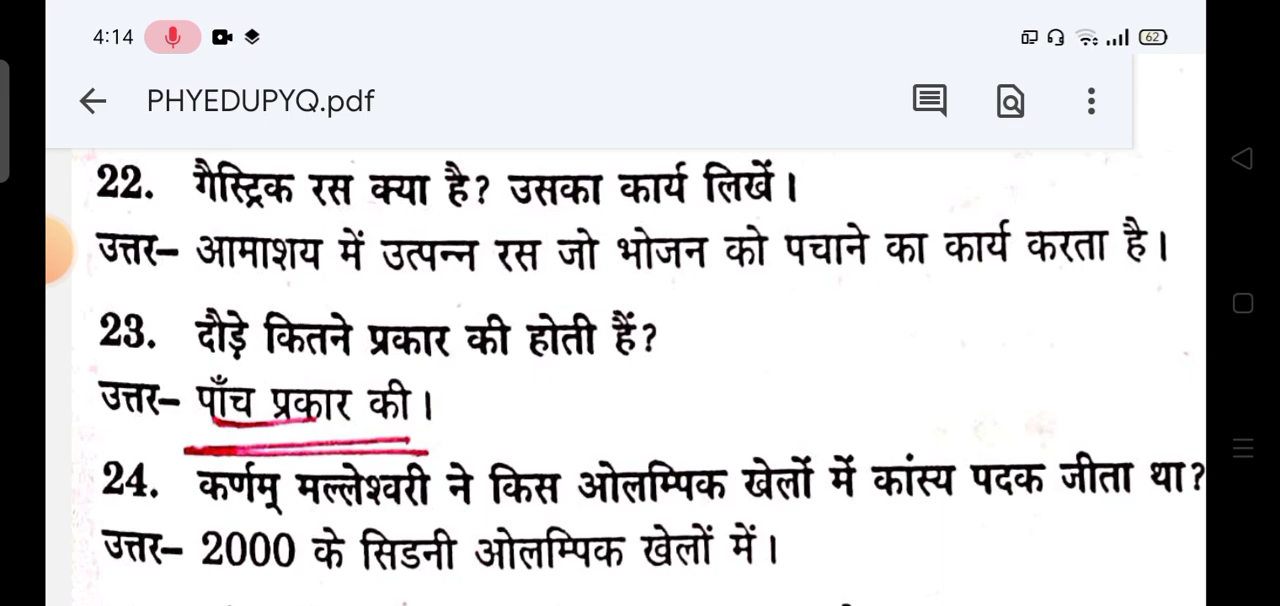 4:14 62
PHYEDUPYQ.pdf
22. गैस्ट्रिक रस क्या है? उसका कार्य लिखें।
उत्तर– आमाशय में उत्पन्न रस जो भोजन को पचाने का कार्य करता है।
23. दौड़े कितने प्रकार की होती हैं?
उत्तर– पाँच प्रकार की।
24. कर्णम् मल्लेश्वरी ने किस ओलम्पिक खेलों में कांस्य पदक जीता था?
उत्तर– 2000 के सिडनी ओलम्पिक खेलों में।